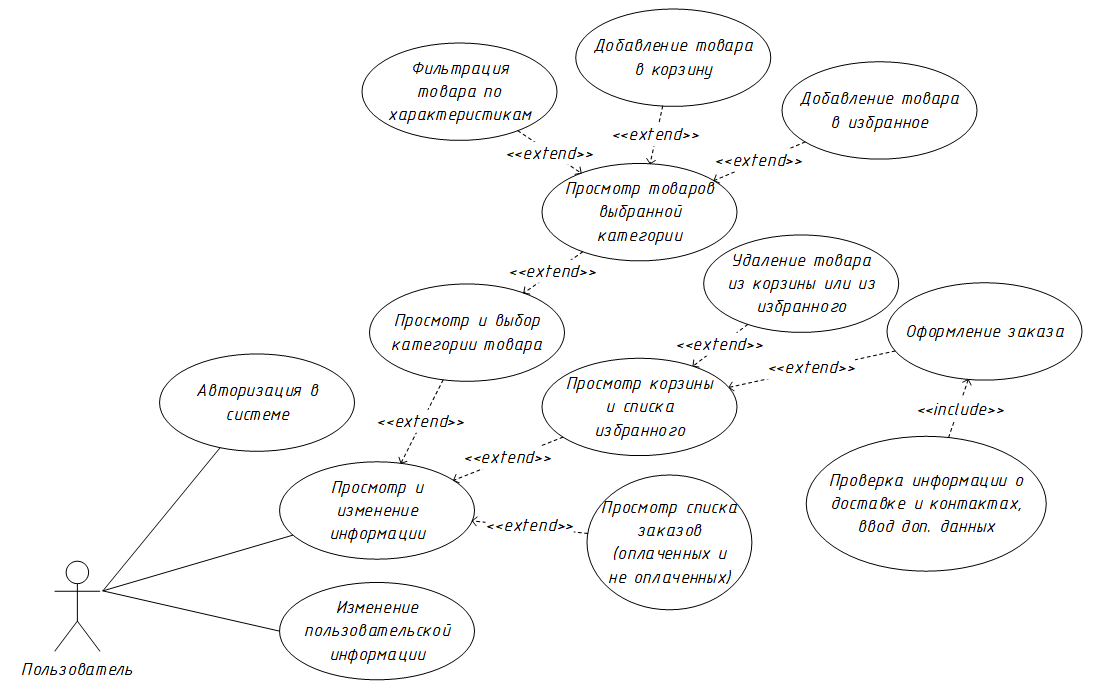 Добавление товара
в корзину
Фильтрация
товара по
характеристикам
Добавление товара
в избранное
<<extend>>
<<extend>>
<<extend>>
Просмотр товаров
выбранной
категории
<<extend>>
Удаление товара
из корзины или из
избранного
Просмотр и выбор
категории товара
Оформление заказа
<<extend>>
<<extend>>
Просмотр корзины
и списка
избранного
Авторизация в
системе
<<extend>>
<<include>>
<<extend>>
Проверка информации о
доставке и контактах,
ввод доп. данных
Просмотр и
изменение
информации
<<extend>>
Просмотр списка
заказов
(оплаченных и
не оплаченных)
Изменение
пользовательской
информации
Пользователь